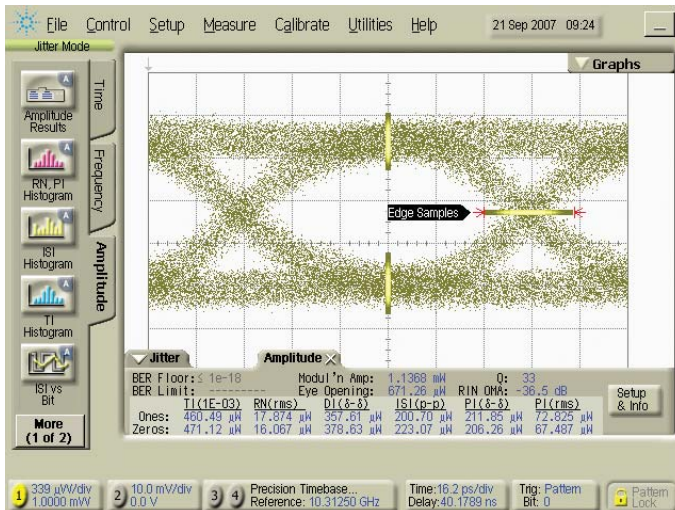 File Control Setup Measure Calibrate Utilities Help 21 Sep 2007 09:24
Jitter Mode
Graphs
A
Amplitude
Results
A
RN, PI
Histogram
A
ISI
Histogram
A
TI
Histogram
A
ISI vs
Bit
More
(1 of 2)
Time
Frequency
Amplitude
Edge Samples
Jitter Amplitude
BER Floor:≤ 1e-18 Modul'n Amp: 1.1368 mW Q: 33
BER Limit: --------- Eye Opening: 671.26 µW RIN OMA: -36.5 dB
TI(1E-03) RN(rms) DI(δ-δ) ISI(p-p) PI(δ-δ) PI(rms)
Ones: 460.49 µW 17.874 µW 357.61 µW 200.70 µW 211.85 µW 72.825 µW
Zeros: 471.12 µW 16.067 µW 378.63 µW 223.07 µW 206.26 µW 67.487 µW
Setup
& Info
1 339 µW/div
1.0000 mW
2 10.0 mV/div
0.0 V
3 4
Precision Timebase...
Reference: 10.31250 GHz
Time:16.2 ps/div
Delay:40.1789 ns
Trig: Pattern
Bit: 0
Pattern
Lock